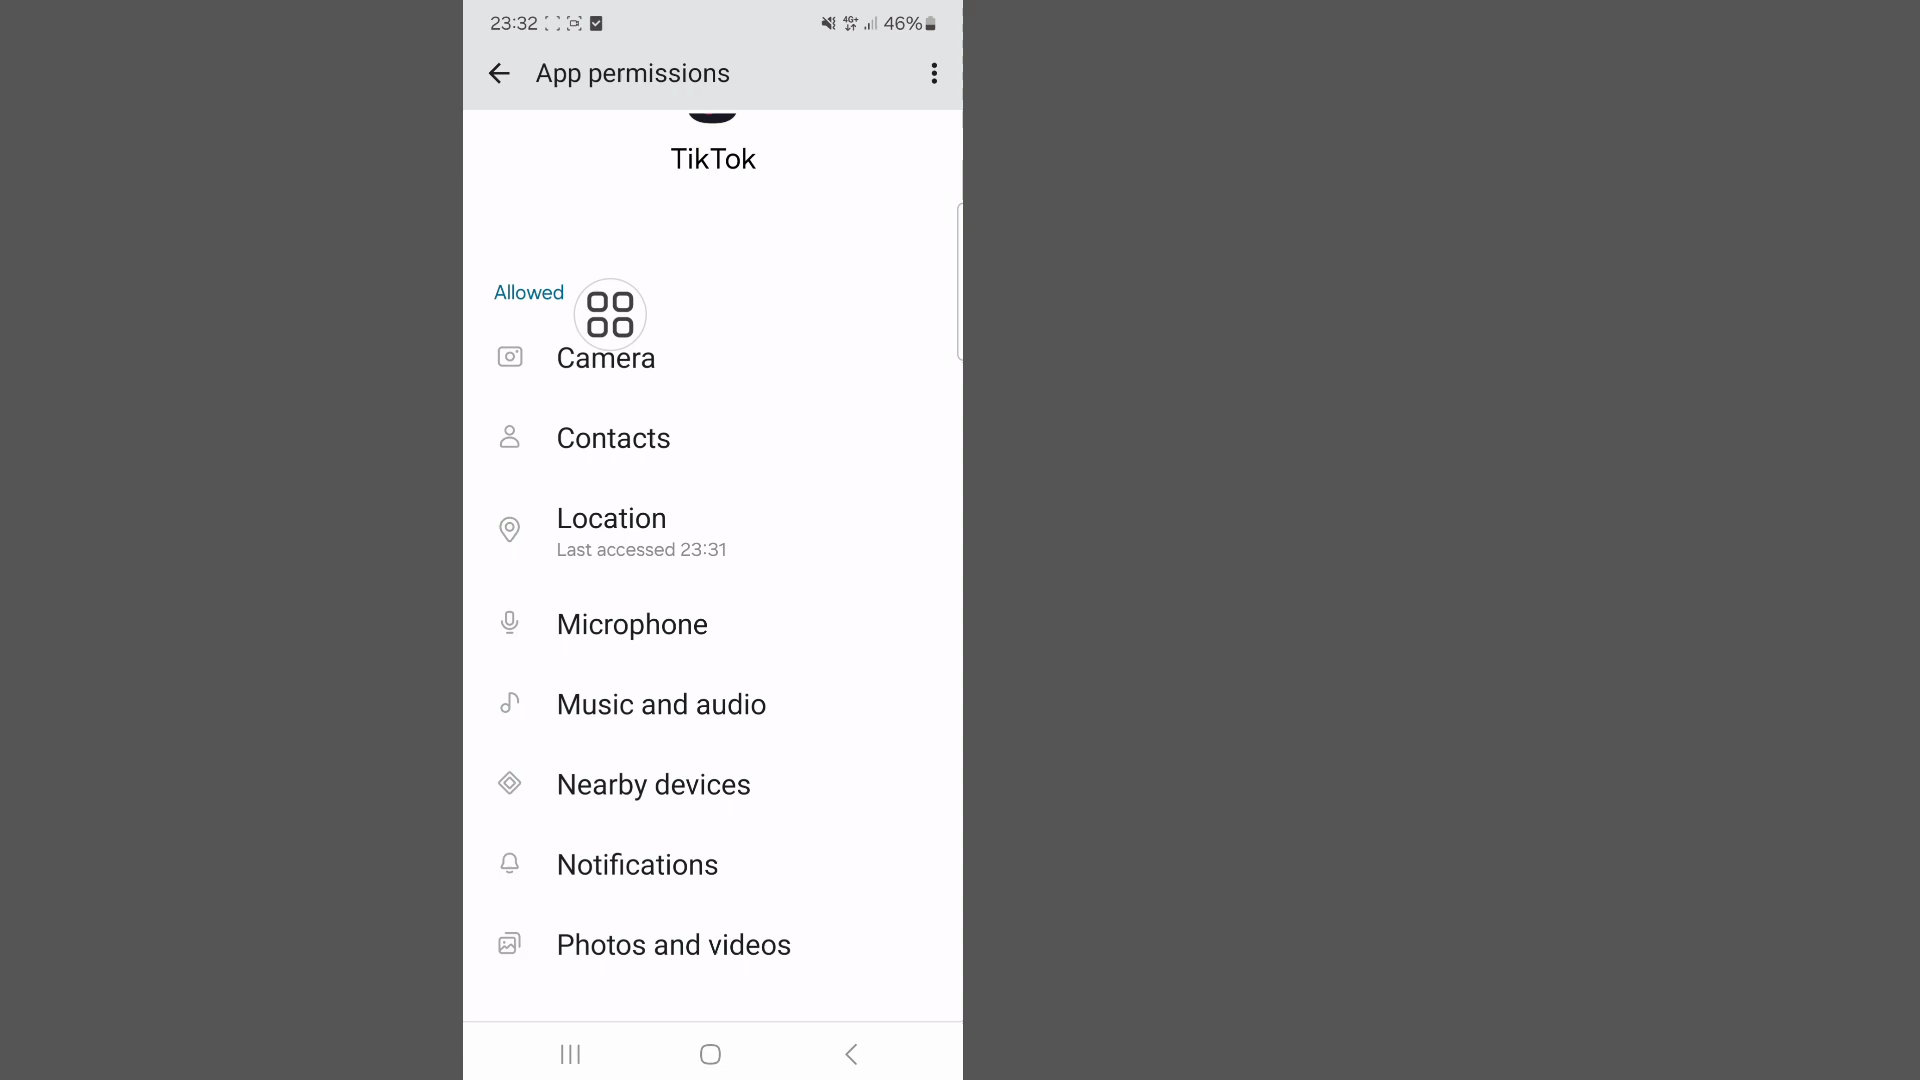 23:32 4G+ 46%
App permissions
TikTok
Allowed
Camera
Contacts
Location
Last accessed 23:31
Microphone
Music and audio
Nearby devices
Notifications
Photos and videos